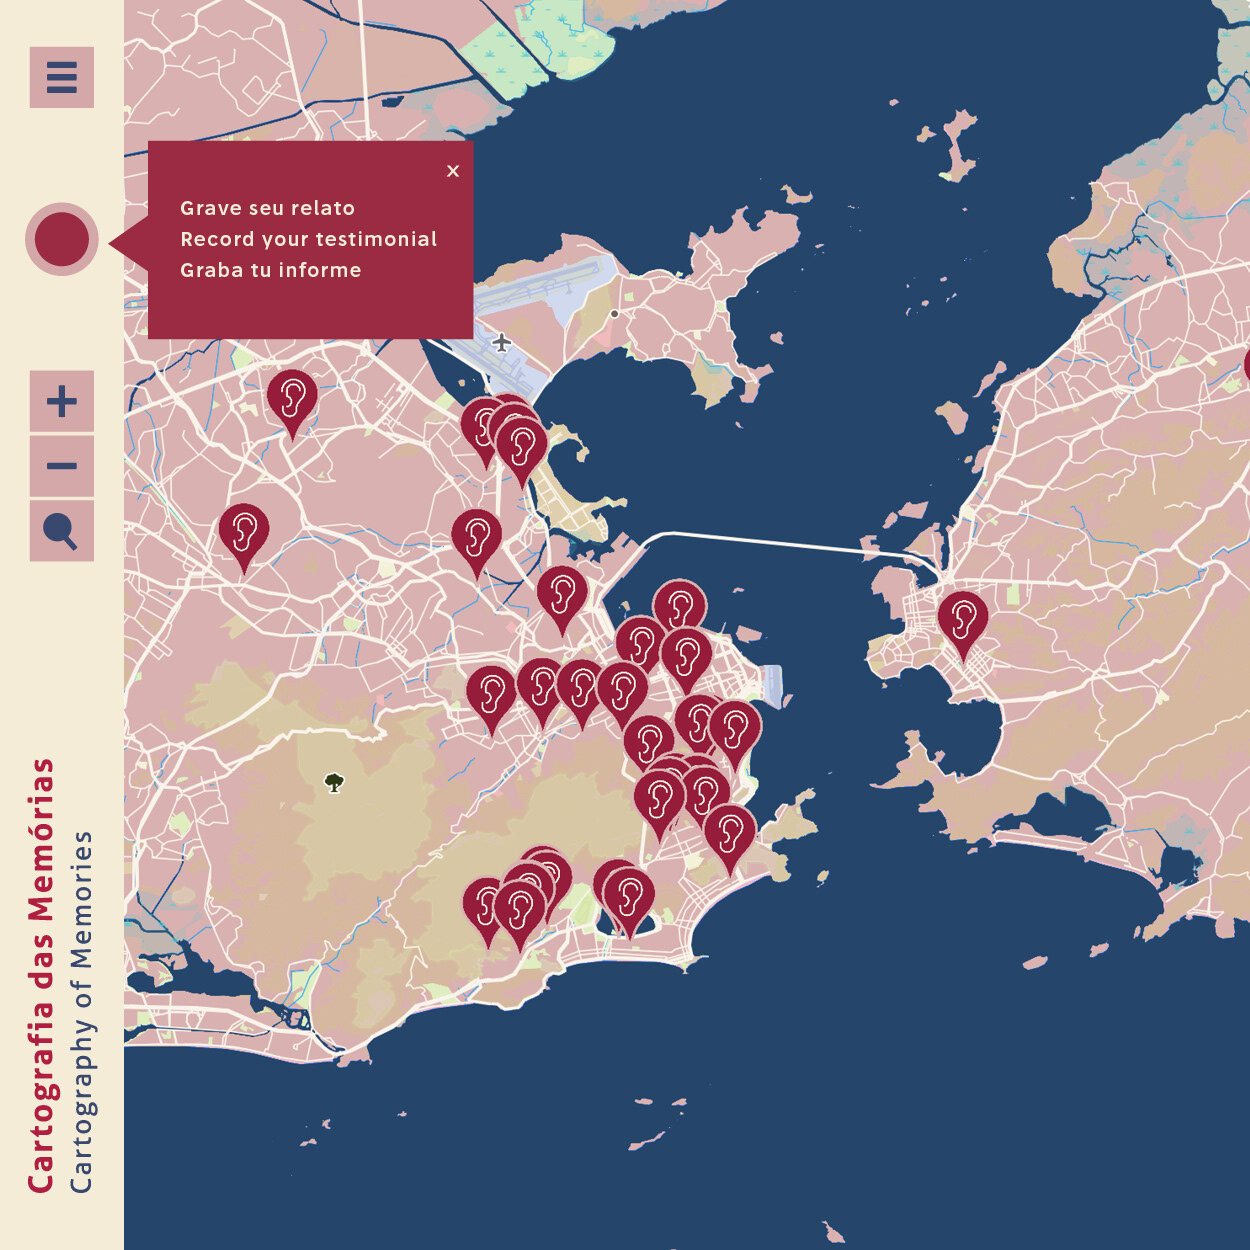 Grave seu relato
Record your testimonial
Graba tu informe
Cartografia das Memórias
Cartography of Memories